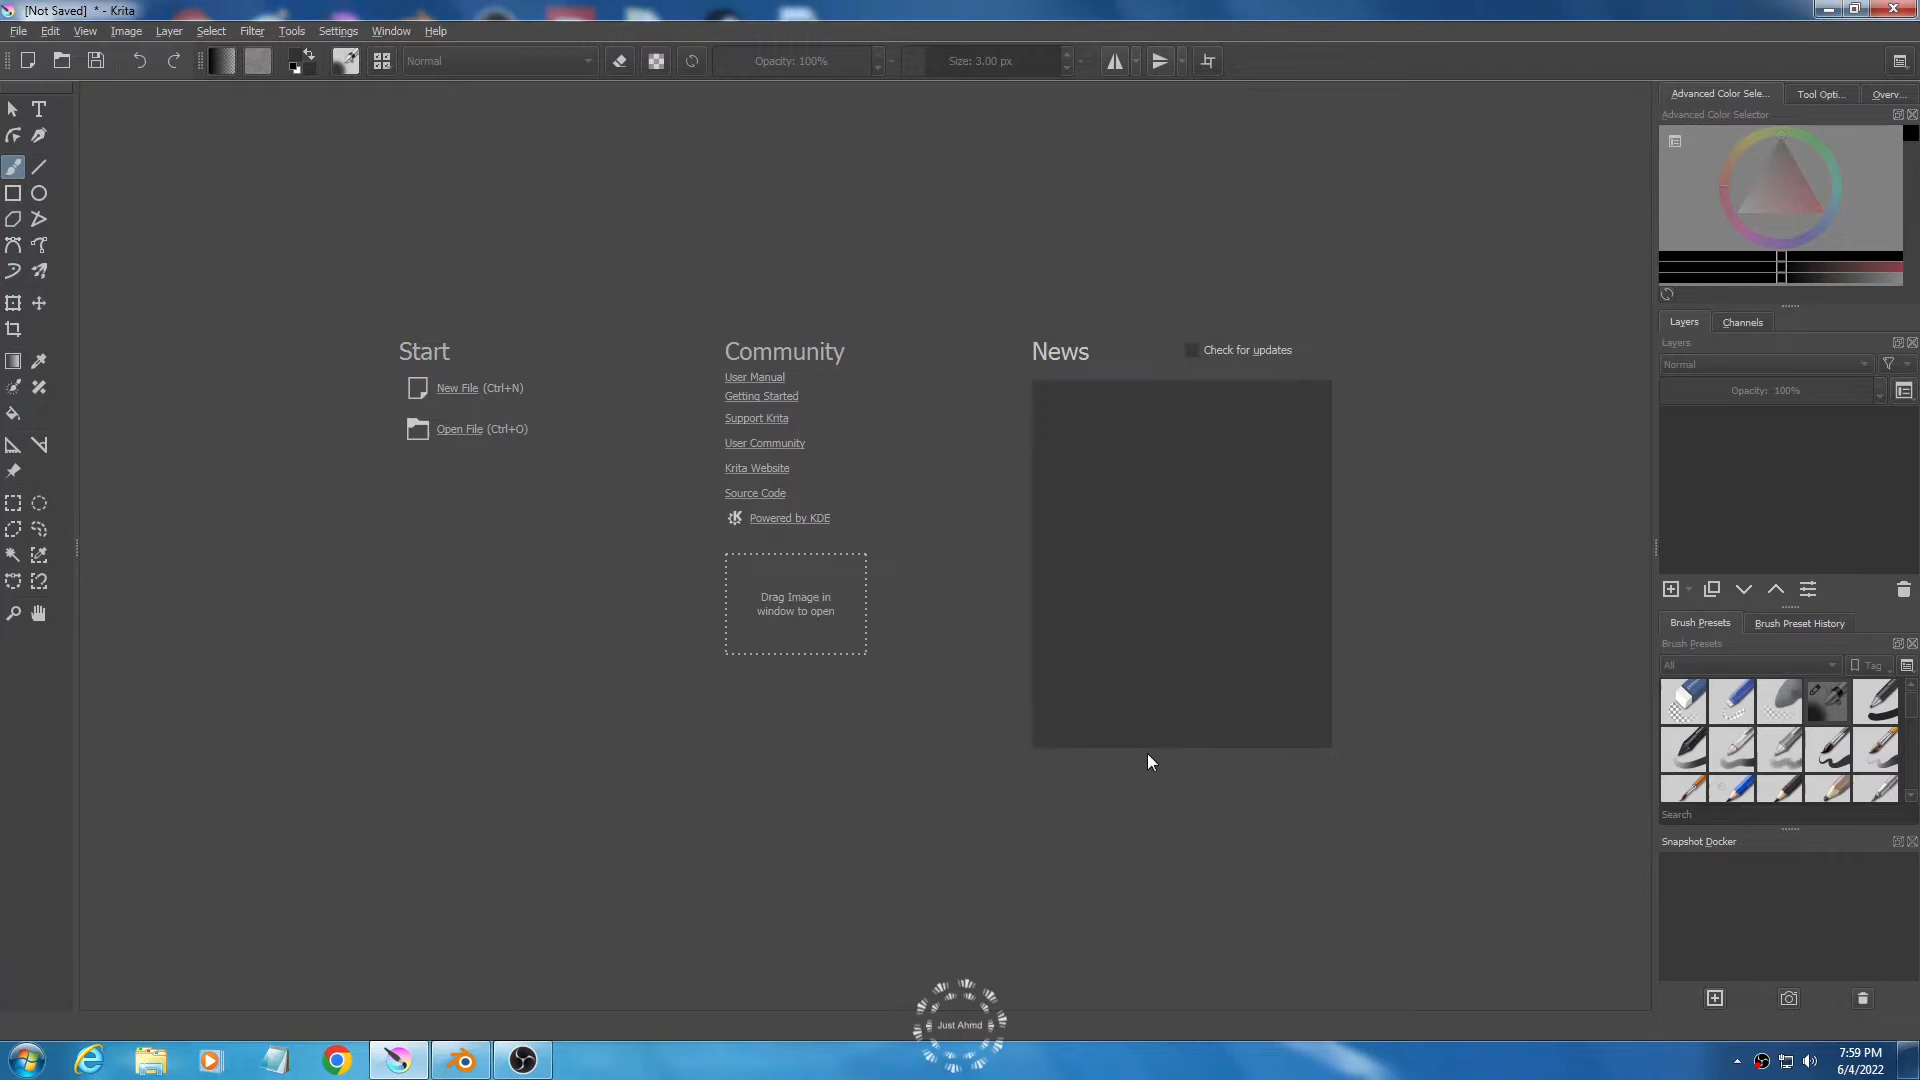 [Not Saved] * - Krita
File Edit View Image Layer Select Filter Tools Settings Window Help
Normal Opacity: 100% Size: 3.00 px
Advanced Color Sele... Tool Opti... Overv...
Advanced Color Selector
Layers Channels
Layers
Normal
Opacity: 100%
Start
New File (Ctrl+N)
Open File (Ctrl+O)
Community
User Manual
Getting Started
Support Krita
User Community
Krita Website
Source Code
Powered by KDE
Drag Image in
window to open
News
Check for updates
Brush Presets Brush Preset History
Brush Presets
All Tag
Search
Snapshot Docker
Just Ahmd
7:59 PM
6/4/2022